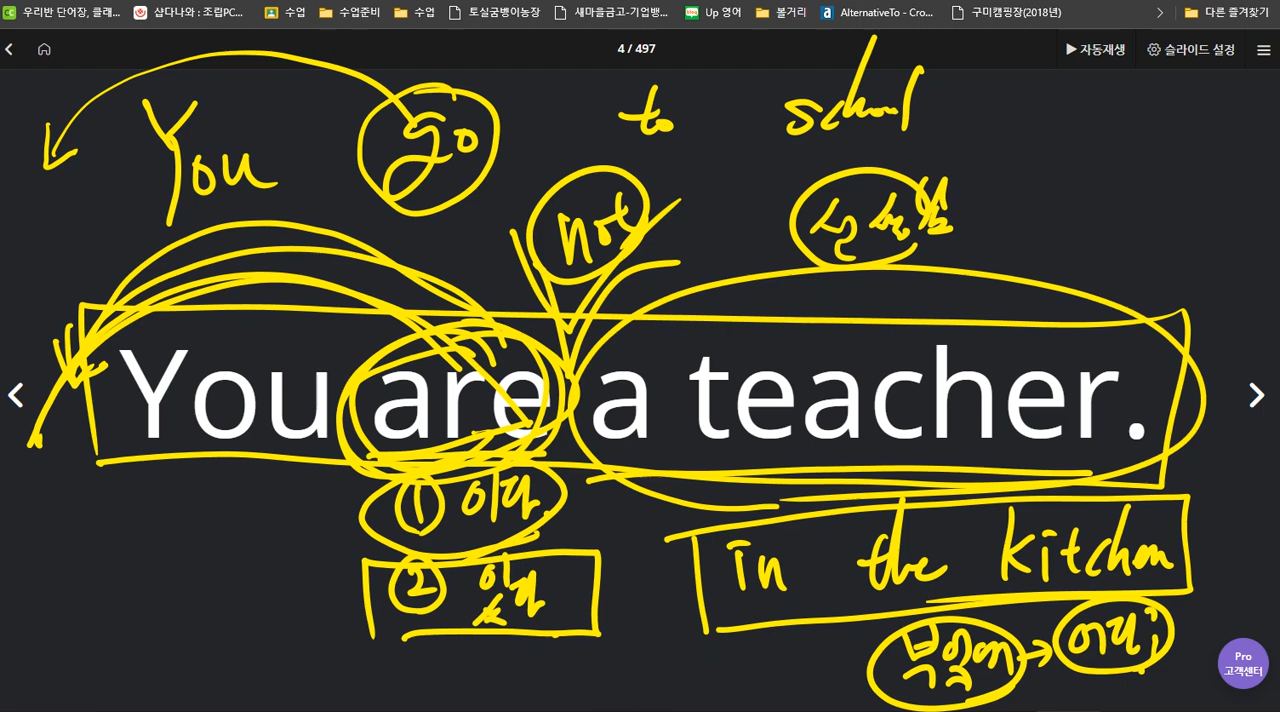 우리반 단어장, 클래... 샵다나와 : 조립PC... 수업 수업준비 수업 토실굼벵이농장 새마을금고-기업뱅... Up 영어 볼거리 AlternativeTo - Cro... 구미캠핑장(2018년) 다른 즐겨찾기
4 / 497 자동재생 슬라이드 설정
You go to school
not
You are a teacher.
① 이다
② 있다
in the kitchen
부엌에 → 어디
Pro
고객센터